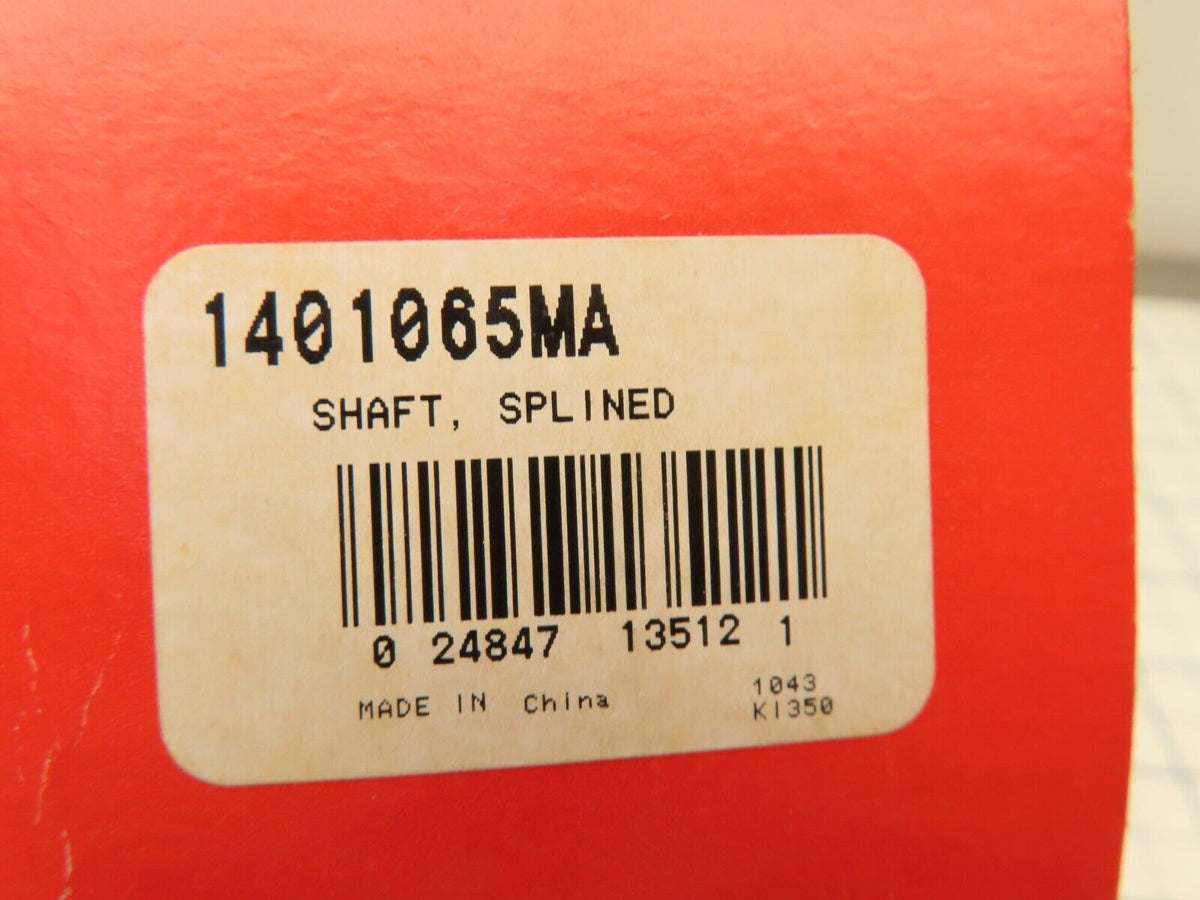 1401065MA
SHAFT, SPLINED
0 24847 13512 1
MADE IN China
1043
KI350